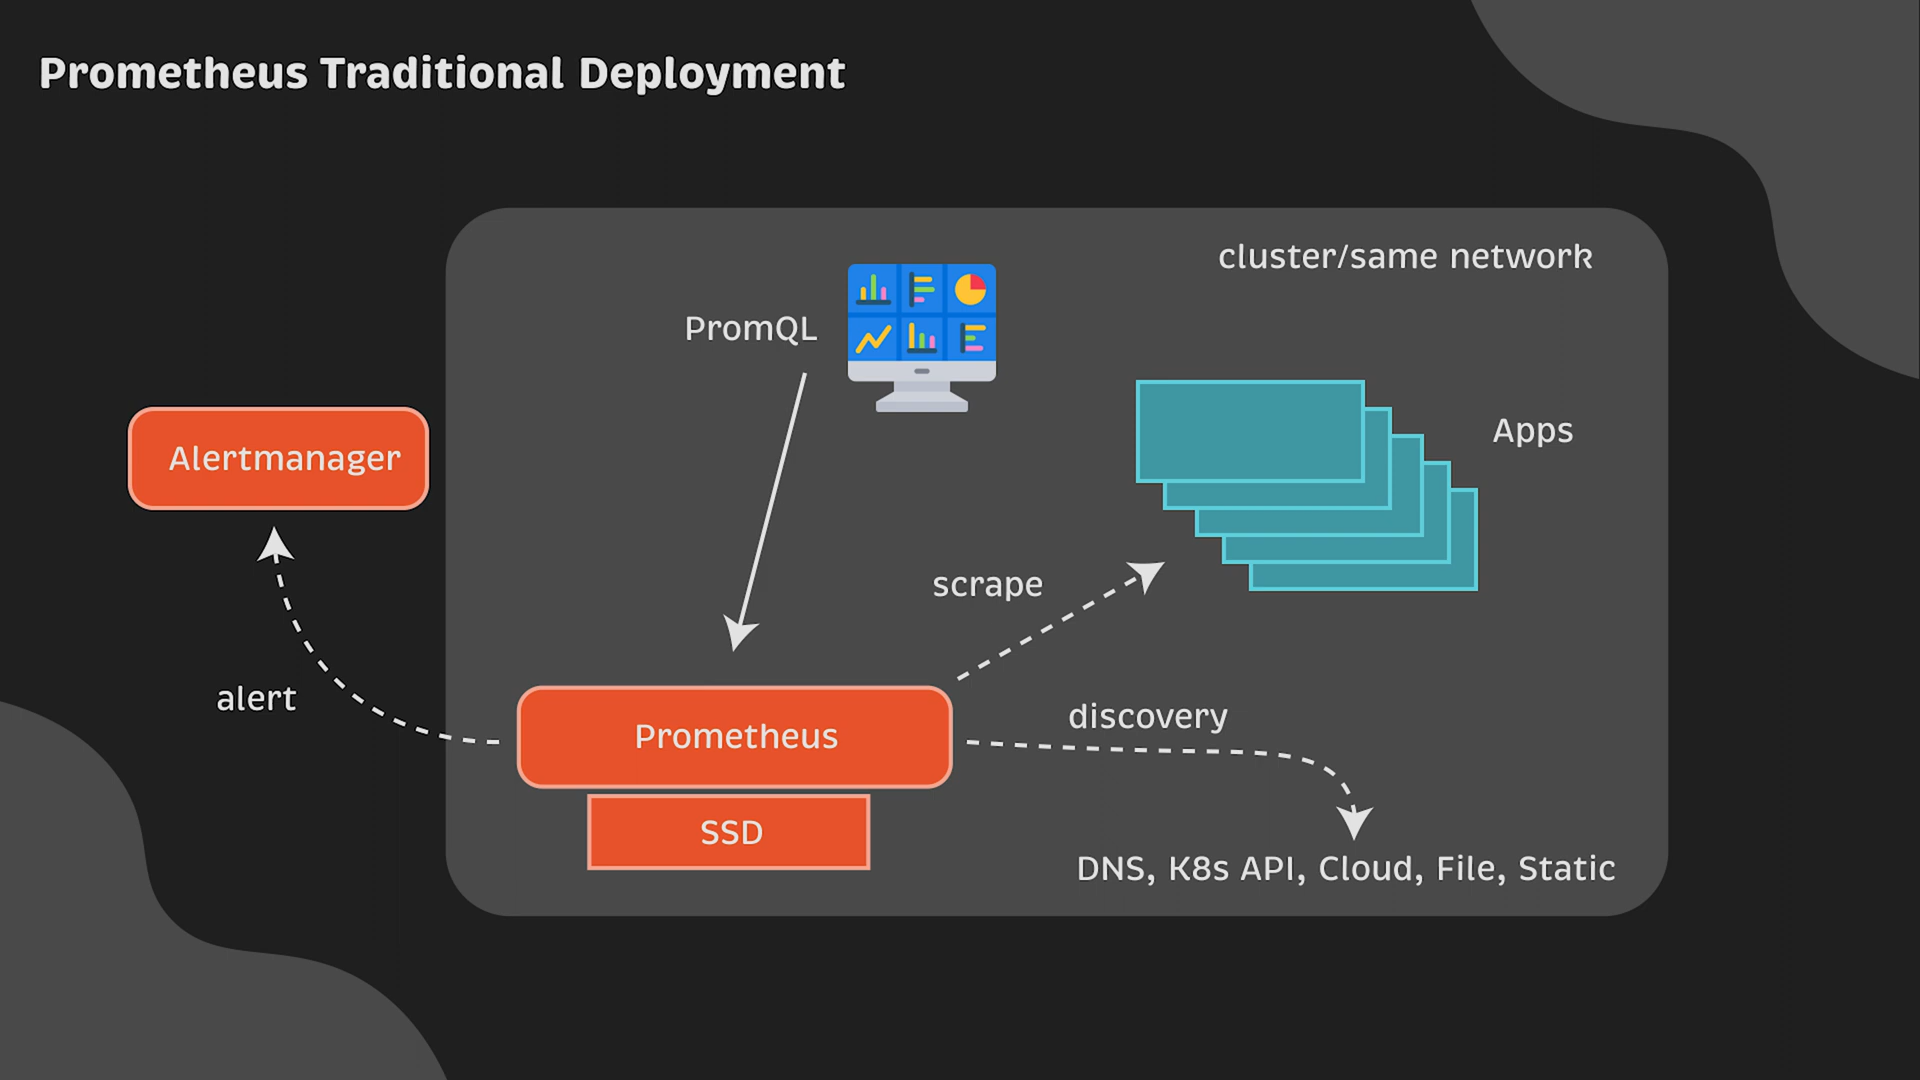 Prometheus Traditional Deployment
cluster/same network
PromQL
Apps
Alertmanager
scrape
alert
discovery
Prometheus
SSD
DNS, K8s API, Cloud, File, Static